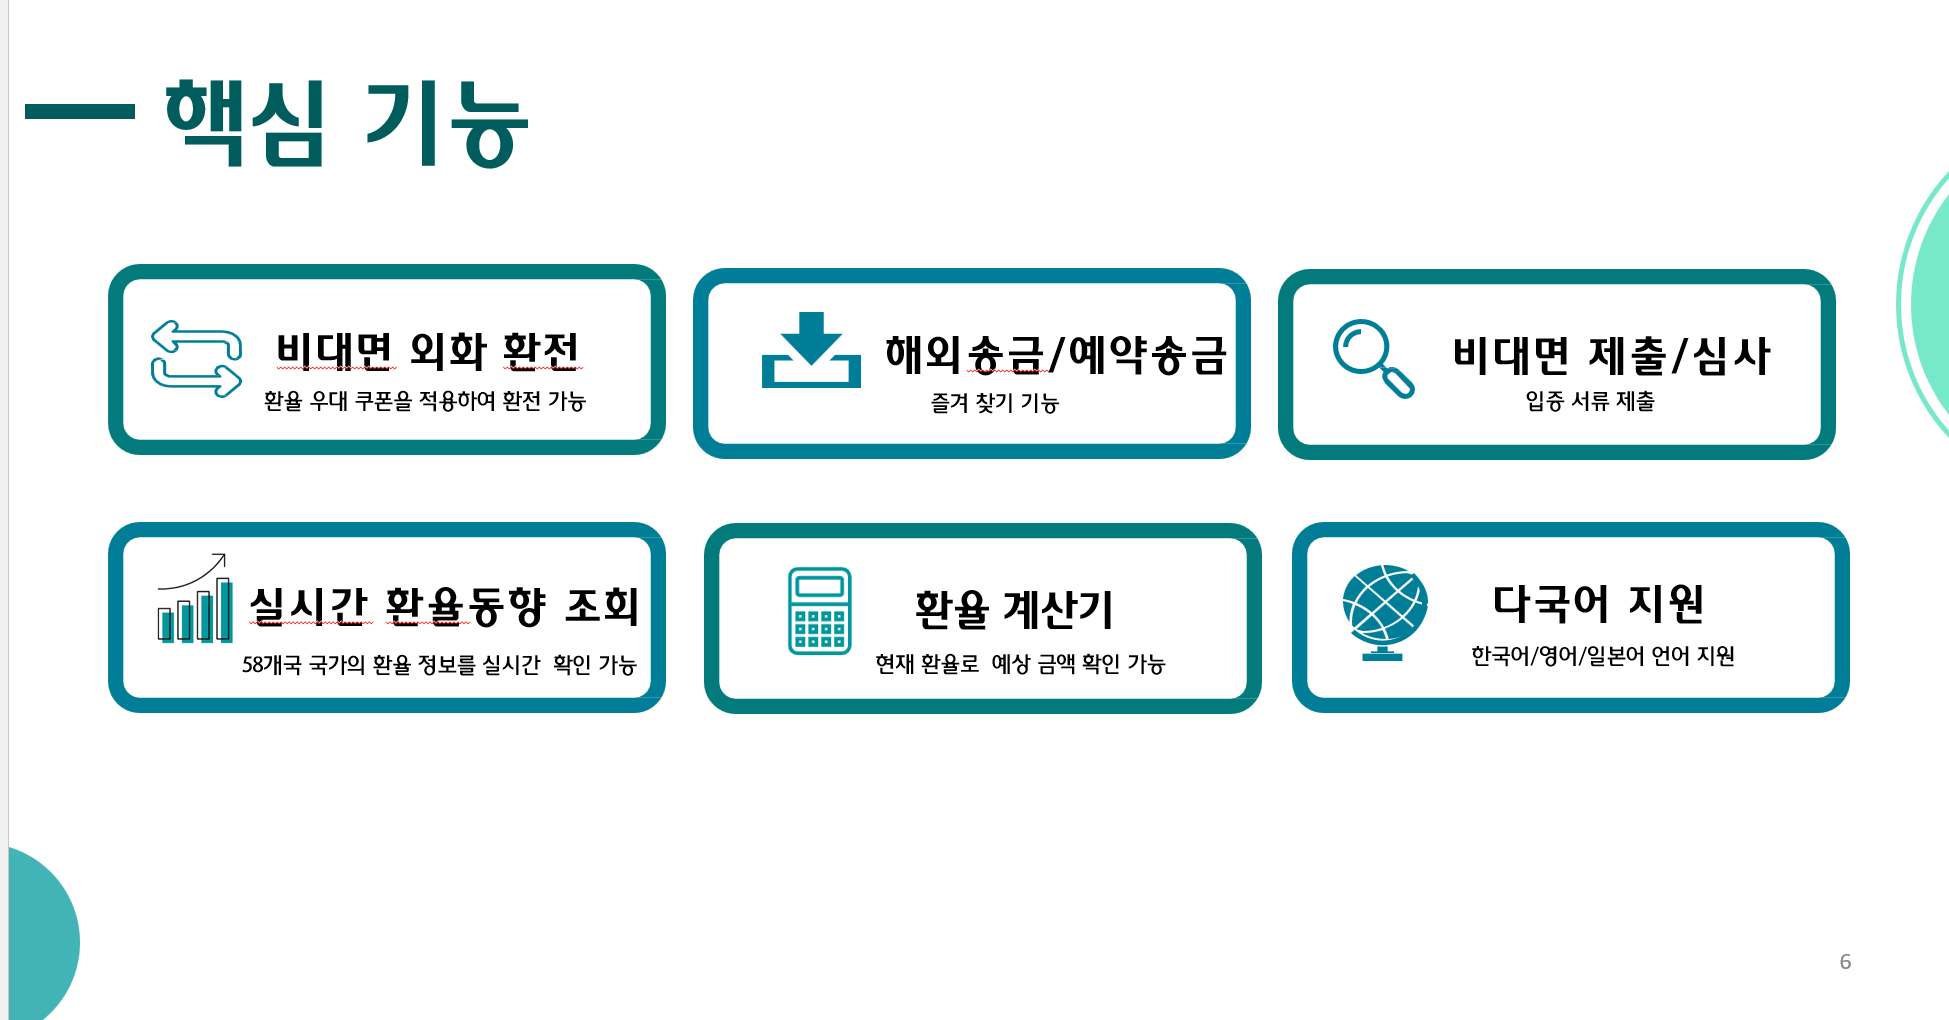 핵심 기능
비대면 외화 환전
환율 우대 쿠폰을 적용하여 환전 가능
해외송금/예약송금
즐겨 찾기 기능
비대면 제출/심사
입증 서류 제출
실시간 환율동향 조회
58개국 국가의 환율 정보를 실시간  확인 가능
환율 계산기
현재 환율로  예상 금액 확인 가능
다국어 지원
한국어/영어/일본어 언어 지원
6